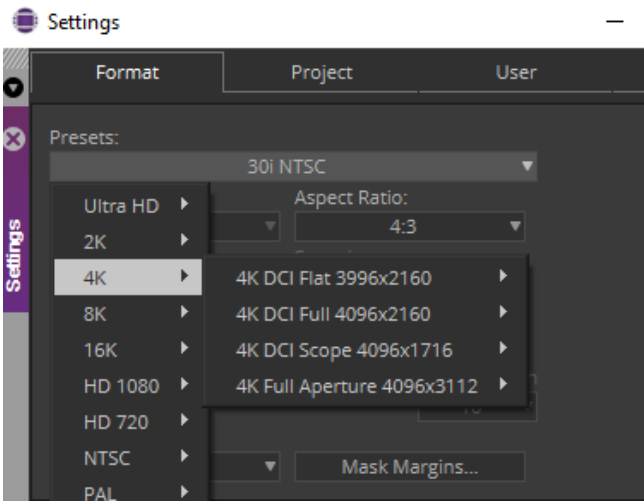 Settings
Format
Project
User
Presets:
30i NTSC
Aspect Ratio:
4:3
Settings
Ultra HD
2K
4K
8K
16K
HD 1080
HD 720
NTSC
PAL
4K DCI Flat 3996x2160
4K DCI Full 4096x2160
4K DCI Scope 4096x1716
4K Full Aperture 4096x3112
Mask Margins...